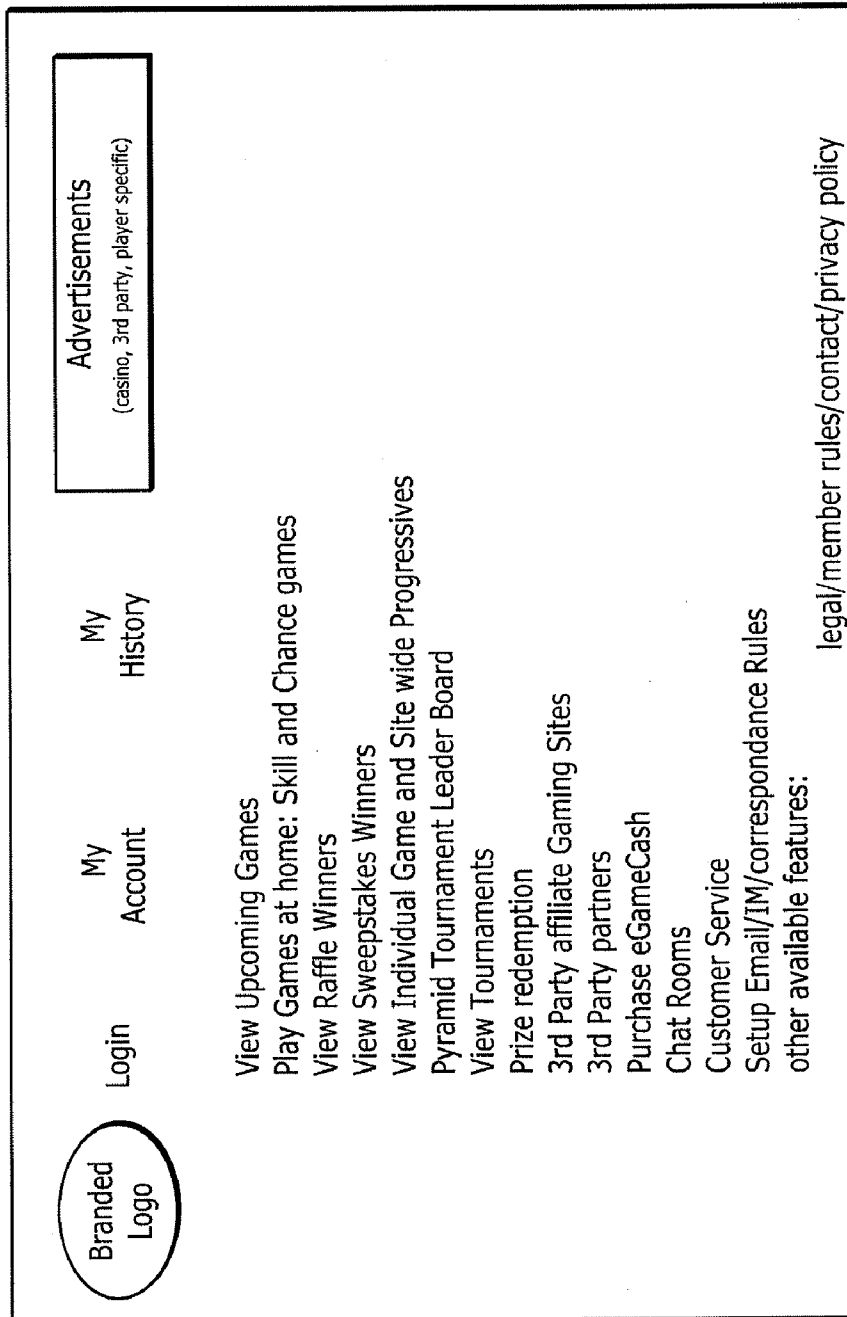 Branded
Logo
Login
My
Account
My
History
Advertisements
(casino, 3rd party, player specific)
View Upcoming Games
Play Games at home: Skill and Chance games
View Raffle Winners
View Sweepstakes Winners
View Individual Game and Site wide Progressives
Pyramid Tournament Leader Board
View Tournaments
Prize redemption
3rd Party affiliate Gaming Sites
3rd Party partners
Purchase eGameCash
Chat Rooms
Customer Service
Setup Email/IM/correspondance Rules
other available features:
legal/member rules/contact/privacy policy